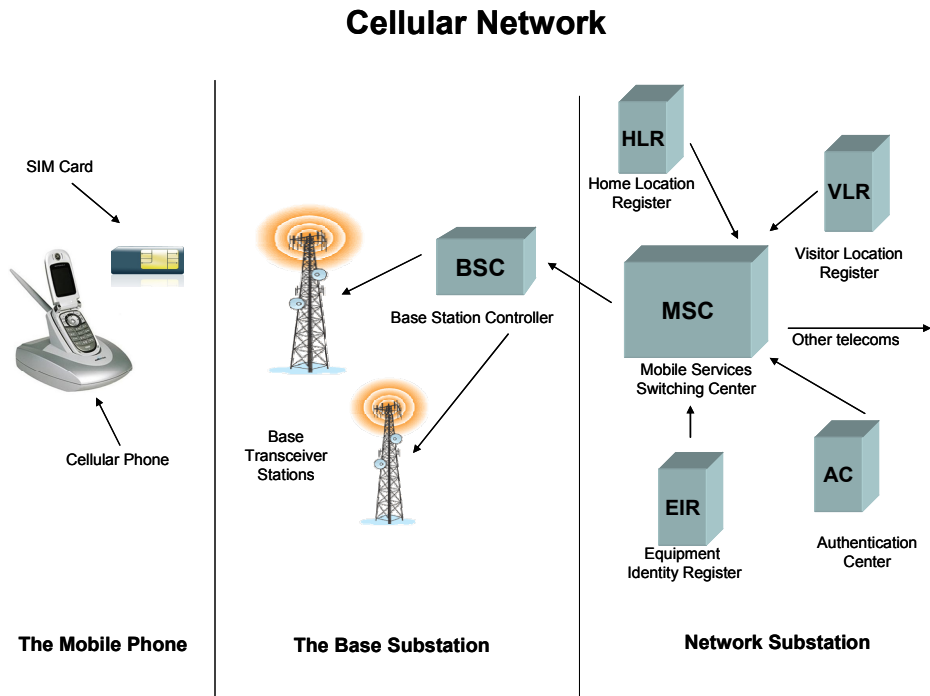 Cellular Network
SIM Card
Cellular Phone
The Mobile Phone
BSC
Base Station Controller
Base
Transceiver
Stations
The Base Substation
HLR
Home Location
Register
VLR
Visitor Location
Register
MSC
Mobile Services
Switching Center
Other telecoms
EIR
Equipment
Identity Register
AC
Authentication
Center
Network Substation